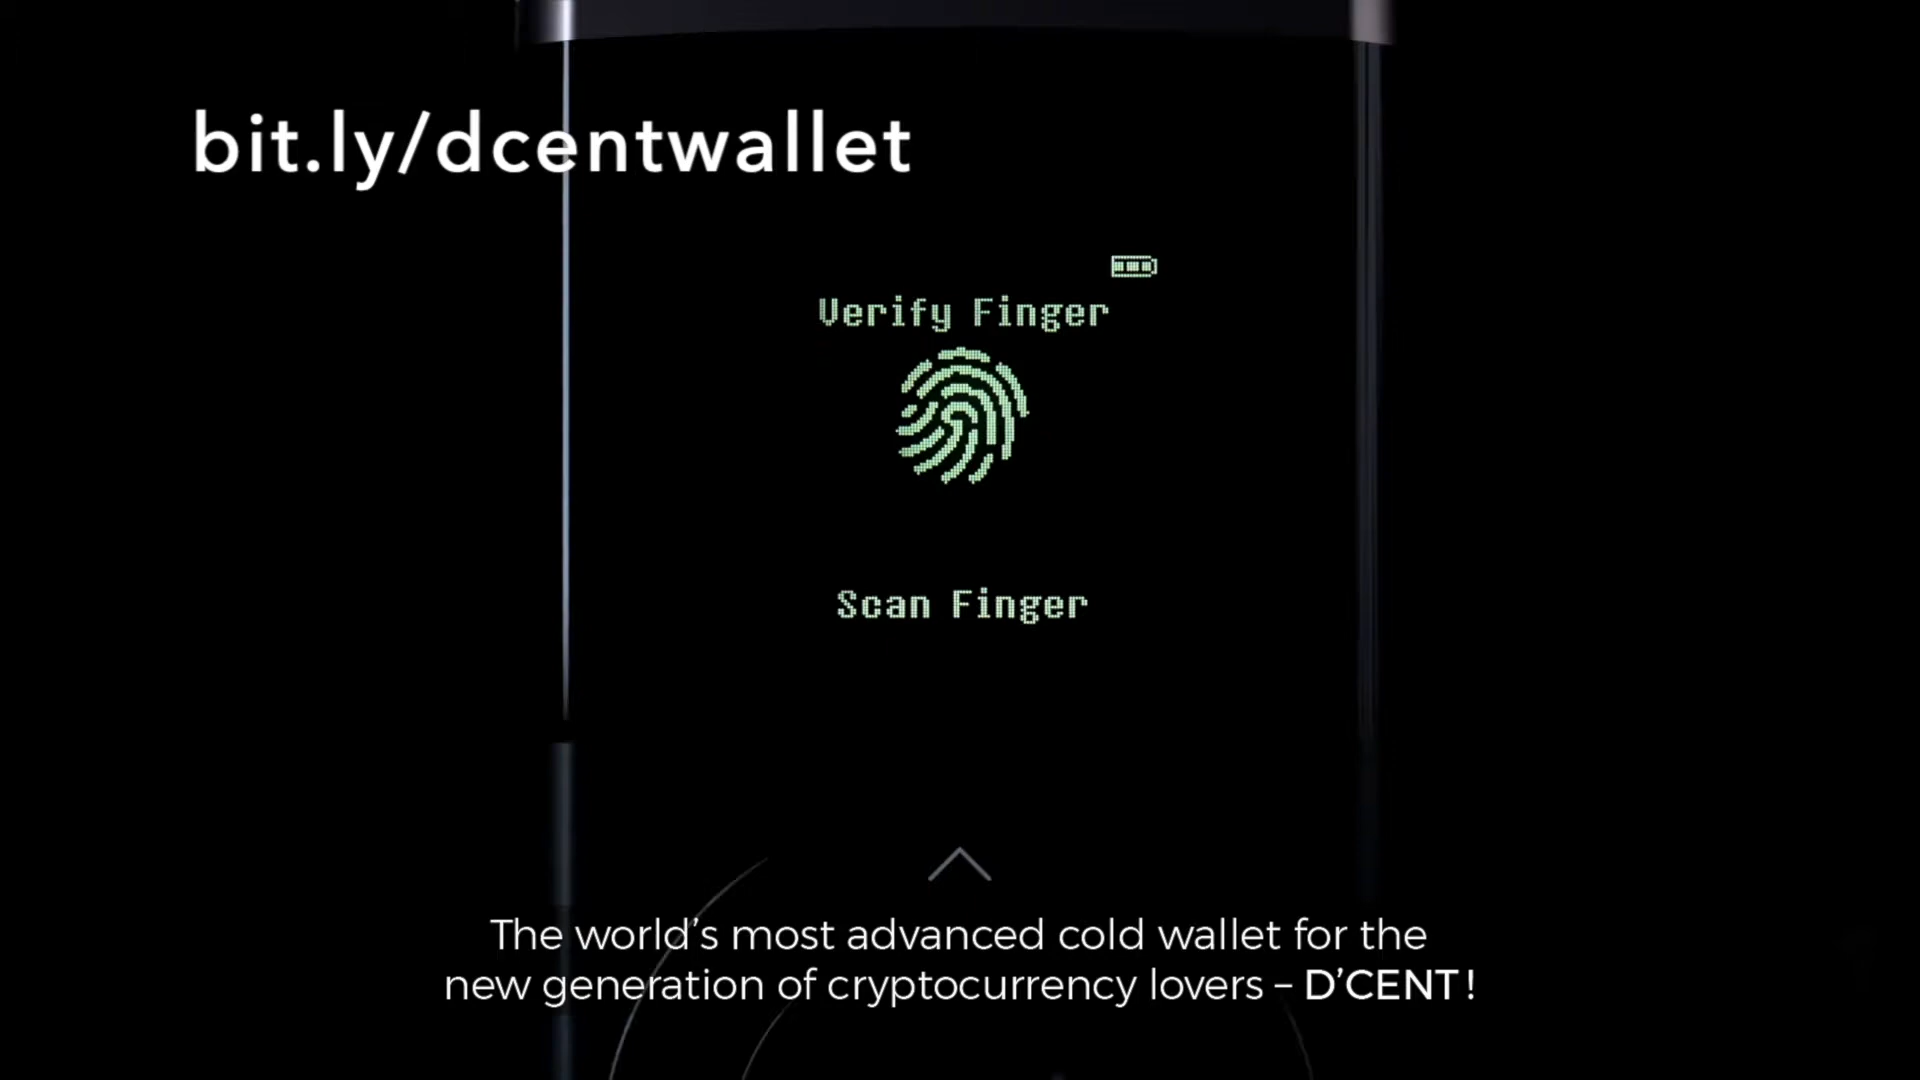 bit.ly/dcentwallet
Verify Finger
Scan Finger
The world's most advanced cold wallet for the
new generation of cryptocurrency lovers – D'CENT!